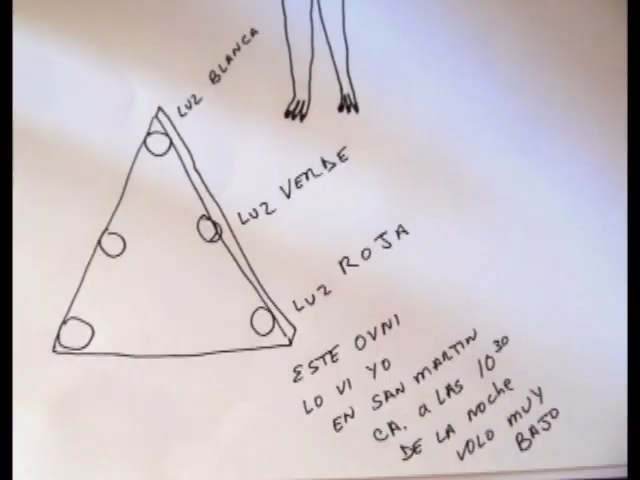 LUZ BLANCA
LUZ VERDE
LUZ ROJA
ESTE OVNI
LO VI YO
EN SAN MARTIN
CA. a LAS 10 30
DE LA NOCHE
VOLO MUY
BAJO